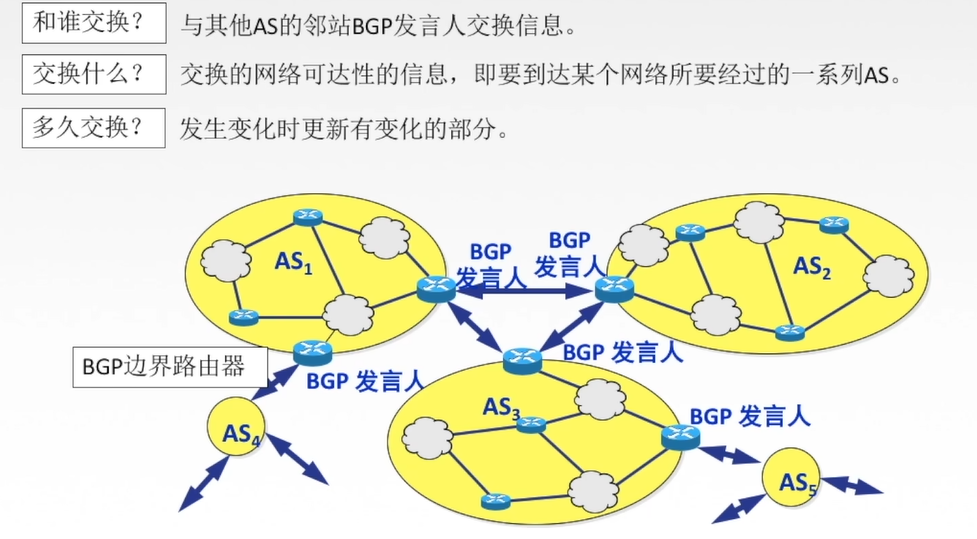 和谁交换？ 与其他AS的邻站BGP发言人交换信息。
交换什么？ 交换的网络可达性的信息，即要到达某个网络所要经过的一系列AS。
多久交换？ 发生变化时更新有变化的部分。
BGP
发言人
BGP
发言人
AS1
AS2
BGP 发言人
BGP边界路由器
BGP 发言人
AS3
BGP 发言人
AS4
AS5